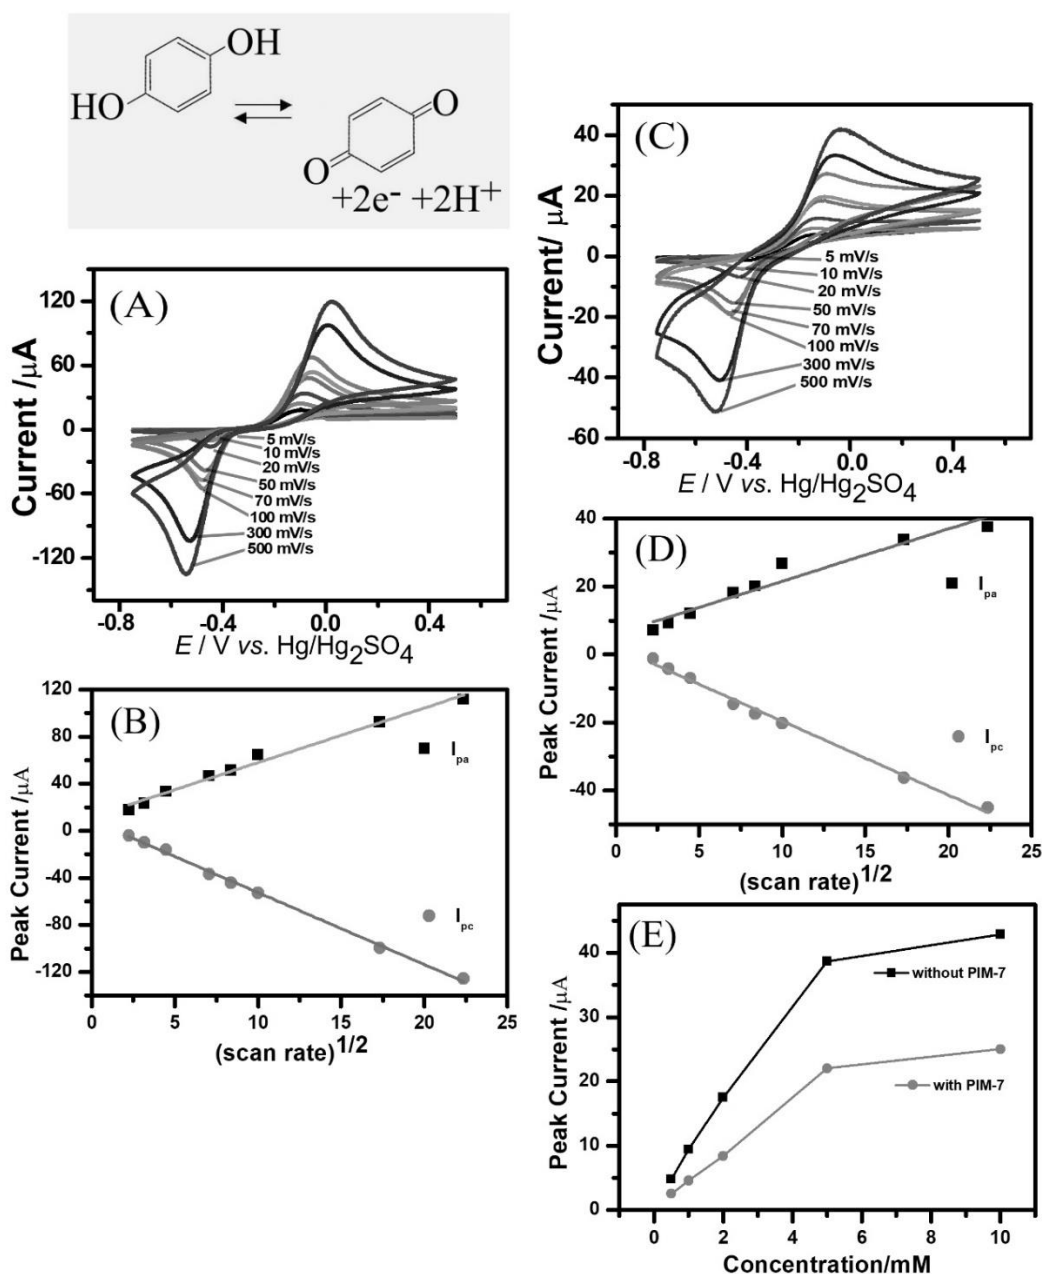 OH
HO
O
O
+2e- +2H+
(A)
Current /µA
120
60
0
-60
-120
5 mV/s
10 mV/s
20 mV/s
50 mV/s
70 mV/s
100 mV/s
300 mV/s
500 mV/s
-0.8 -0.4 0.0 0.4
E / V vs. Hg/Hg2SO4
(B)
Peak Current /µA
120
80
40
0
-40
-80
-120
Ipa
Ipc
0 5 10 15 20 25
(scan rate)1/2
(C)
Current/ µA
40
20
0
-20
-40
-60
5 mV/s
10 mV/s
20 mV/s
50 mV/s
70 mV/s
100 mV/s
300 mV/s
500 mV/s
-0.8 -0.4 0.0 0.4
E / V vs. Hg/Hg2SO4
(D)
Peak Current /µA
40
20
0
-20
-40
Ipa
Ipc
0 5 10 15 20 25
(scan rate)1/2
(E)
Peak Current /µA
40
30
20
10
0
without PIM-7
with PIM-7
0 2 4 6 8 10
Concentration/mM